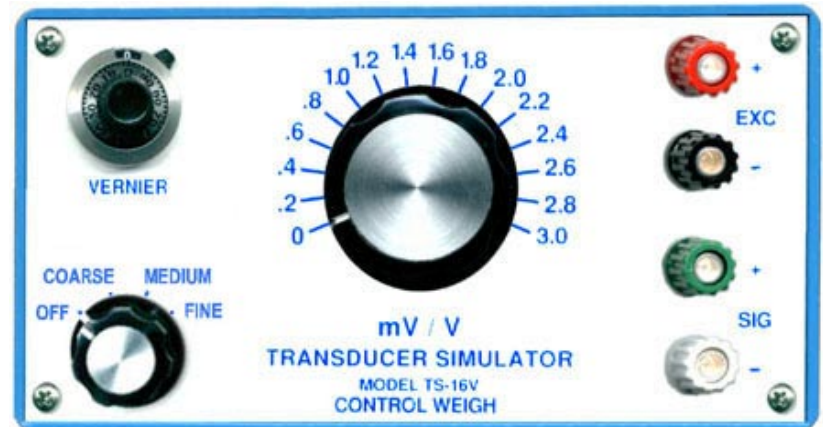 VERNIER
COARSE MEDIUM
OFF FINE
0
.2
.4
.6
.8
1.0
1.2
1.4
1.6
1.8
2.0
2.2
2.4
2.6
2.8
3.0
mV / V
TRANSDUCER SIMULATOR
MODEL TS-16V
CONTROL WEIGH
+
EXC
-
+
SIG
-